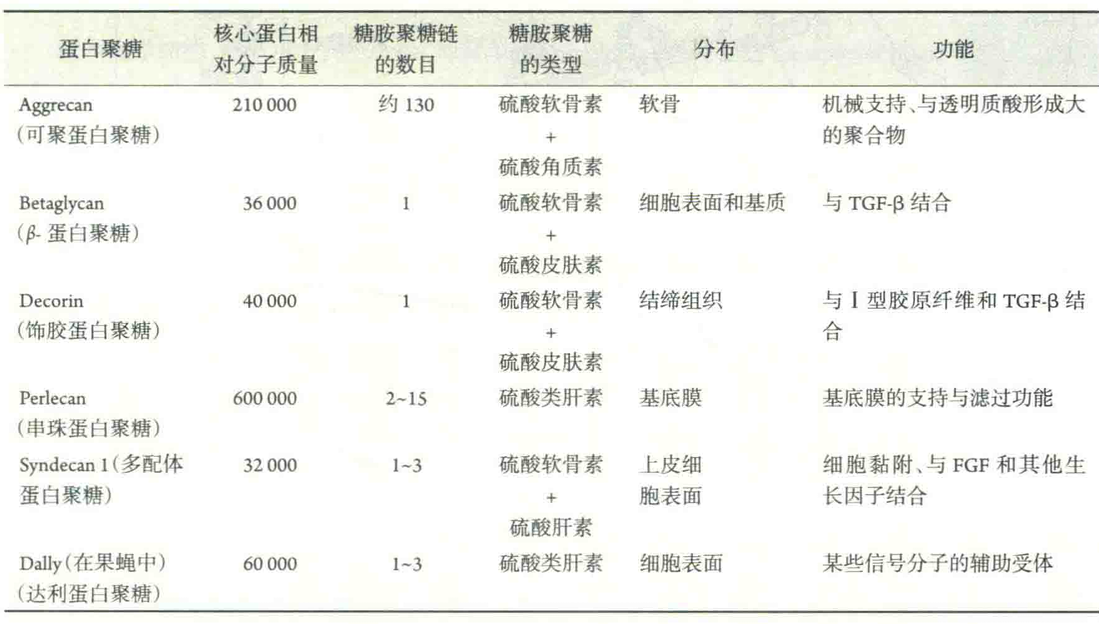 蛋白聚糖 核心蛋白相对分子质量 糖胺聚糖链的数目 糖胺聚糖的类型 分布 功能
Aggrecan 210 000 约 130 硫酸软骨素 软骨 机械支持、与透明质酸形成大
(可聚蛋白聚糖) + 的聚合物
硫酸角质素
Betaglycan 36 000 1 硫酸软骨素 细胞表面和基质 与 TGF-β 结合
(β- 蛋白聚糖) +
硫酸皮肤素
Decorin 40 000 1 硫酸软骨素 结缔组织 与Ⅰ型胶原纤维和 TGF-β 结
(饰胶蛋白聚糖) + 合
硫酸皮肤素
Perlecan 600 000 2~15 硫酸类肝素 基底膜 基底膜的支持与滤过功能
(串珠蛋白聚糖)
Syndecan 1(多配体 32 000 1~3 硫酸软骨素 上皮细 细胞黏附、与 FGF 和其他生
蛋白聚糖) + 胞表面 长因子结合
硫酸肝素
Dally(在果蝇中) 60 000 1~3 硫酸类肝素 细胞表面 某些信号分子的辅助受体
(达利蛋白聚糖)